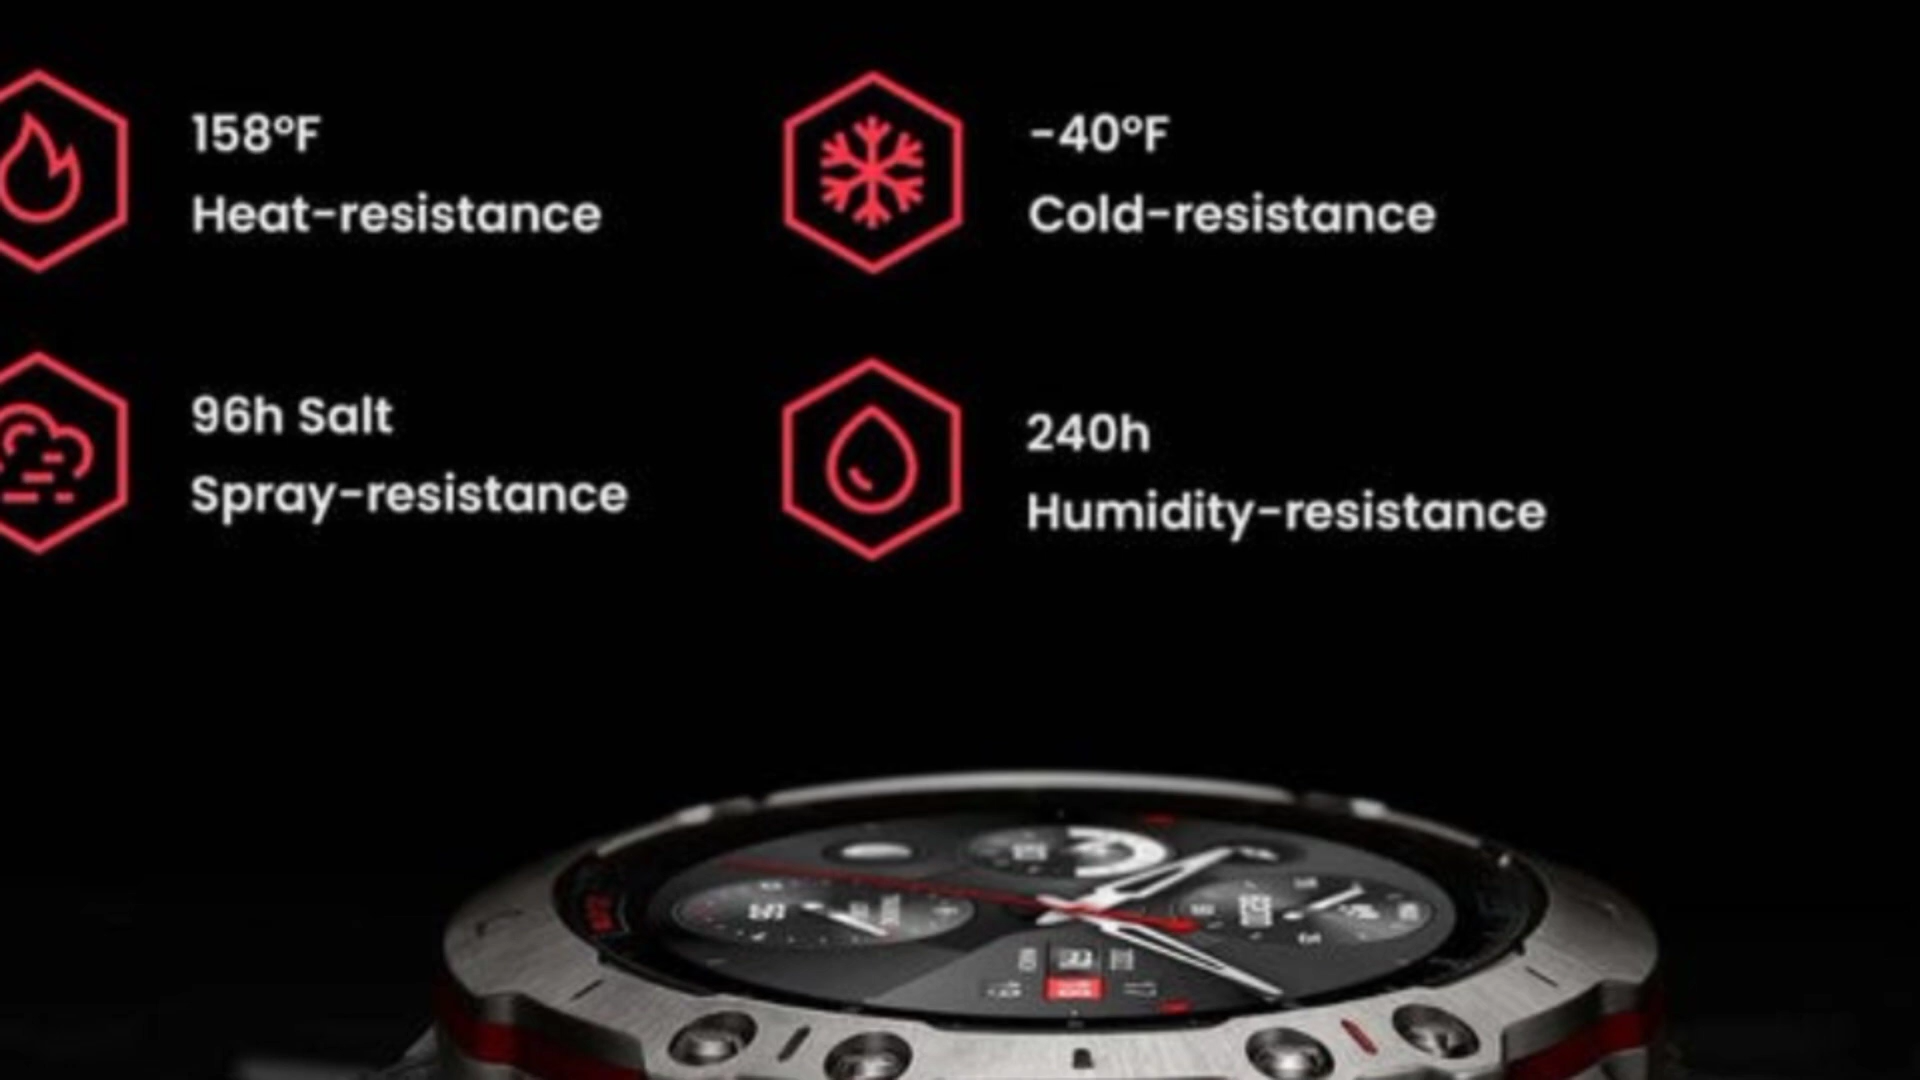 158°F
Heat-resistance
-40°F
Cold-resistance
96h Salt
Spray-resistance
240h
Humidity-resistance